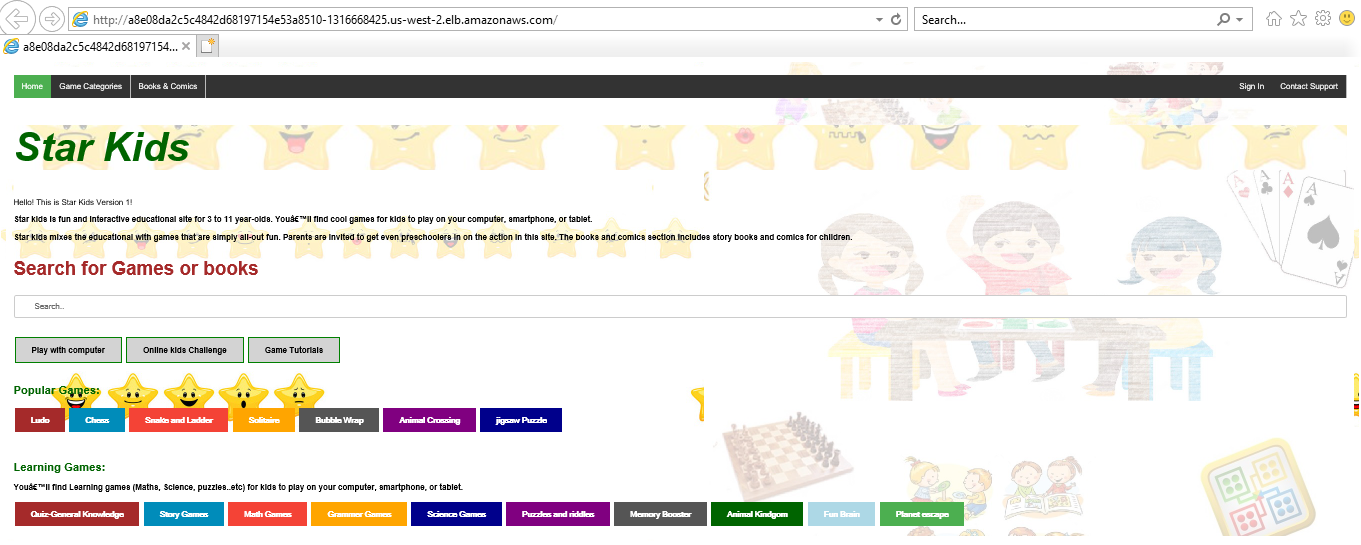 http://a8e08da2c5c4842d68197154e53a8510-1316668425.us-west-2.elb.amazonaws.com/ Search...
a8e08da2c5c4842d68197154...
Home Game Categories Books & Comics Sign In Contact Support
Star Kids
Hello! This is Star Kids Version 1!
Star kids is fun and interactive educational site for 3 to 11 year-olds. Youâ€™ll find cool games for kids to play on your computer, smartphone, or tablet.
Star kids mixes the educational with games that are simply all-out fun. Parents are invited to get even preschoolers in on the action in this site. The books and comics section includes story books and comics for children.
Search for Games or books
Search..
Play with computer Online kids Challenge Game Tutorials
Popular Games:
Ludo Chess Snake and Ladder Solitaire Bubble Wrap Animal Crossing jigsaw Puzzle
Learning Games:
Youâ€™ll find Learning games (Maths, Science, puzzles..etc) for kids to play on your computer, smartphone, or tablet.
Quiz-General Knowledge Story Games Math Games Grammer Games Science Games Puzzles and riddles Memory Booster Animal Kindgom Fun Brain Planet escape
A A A A